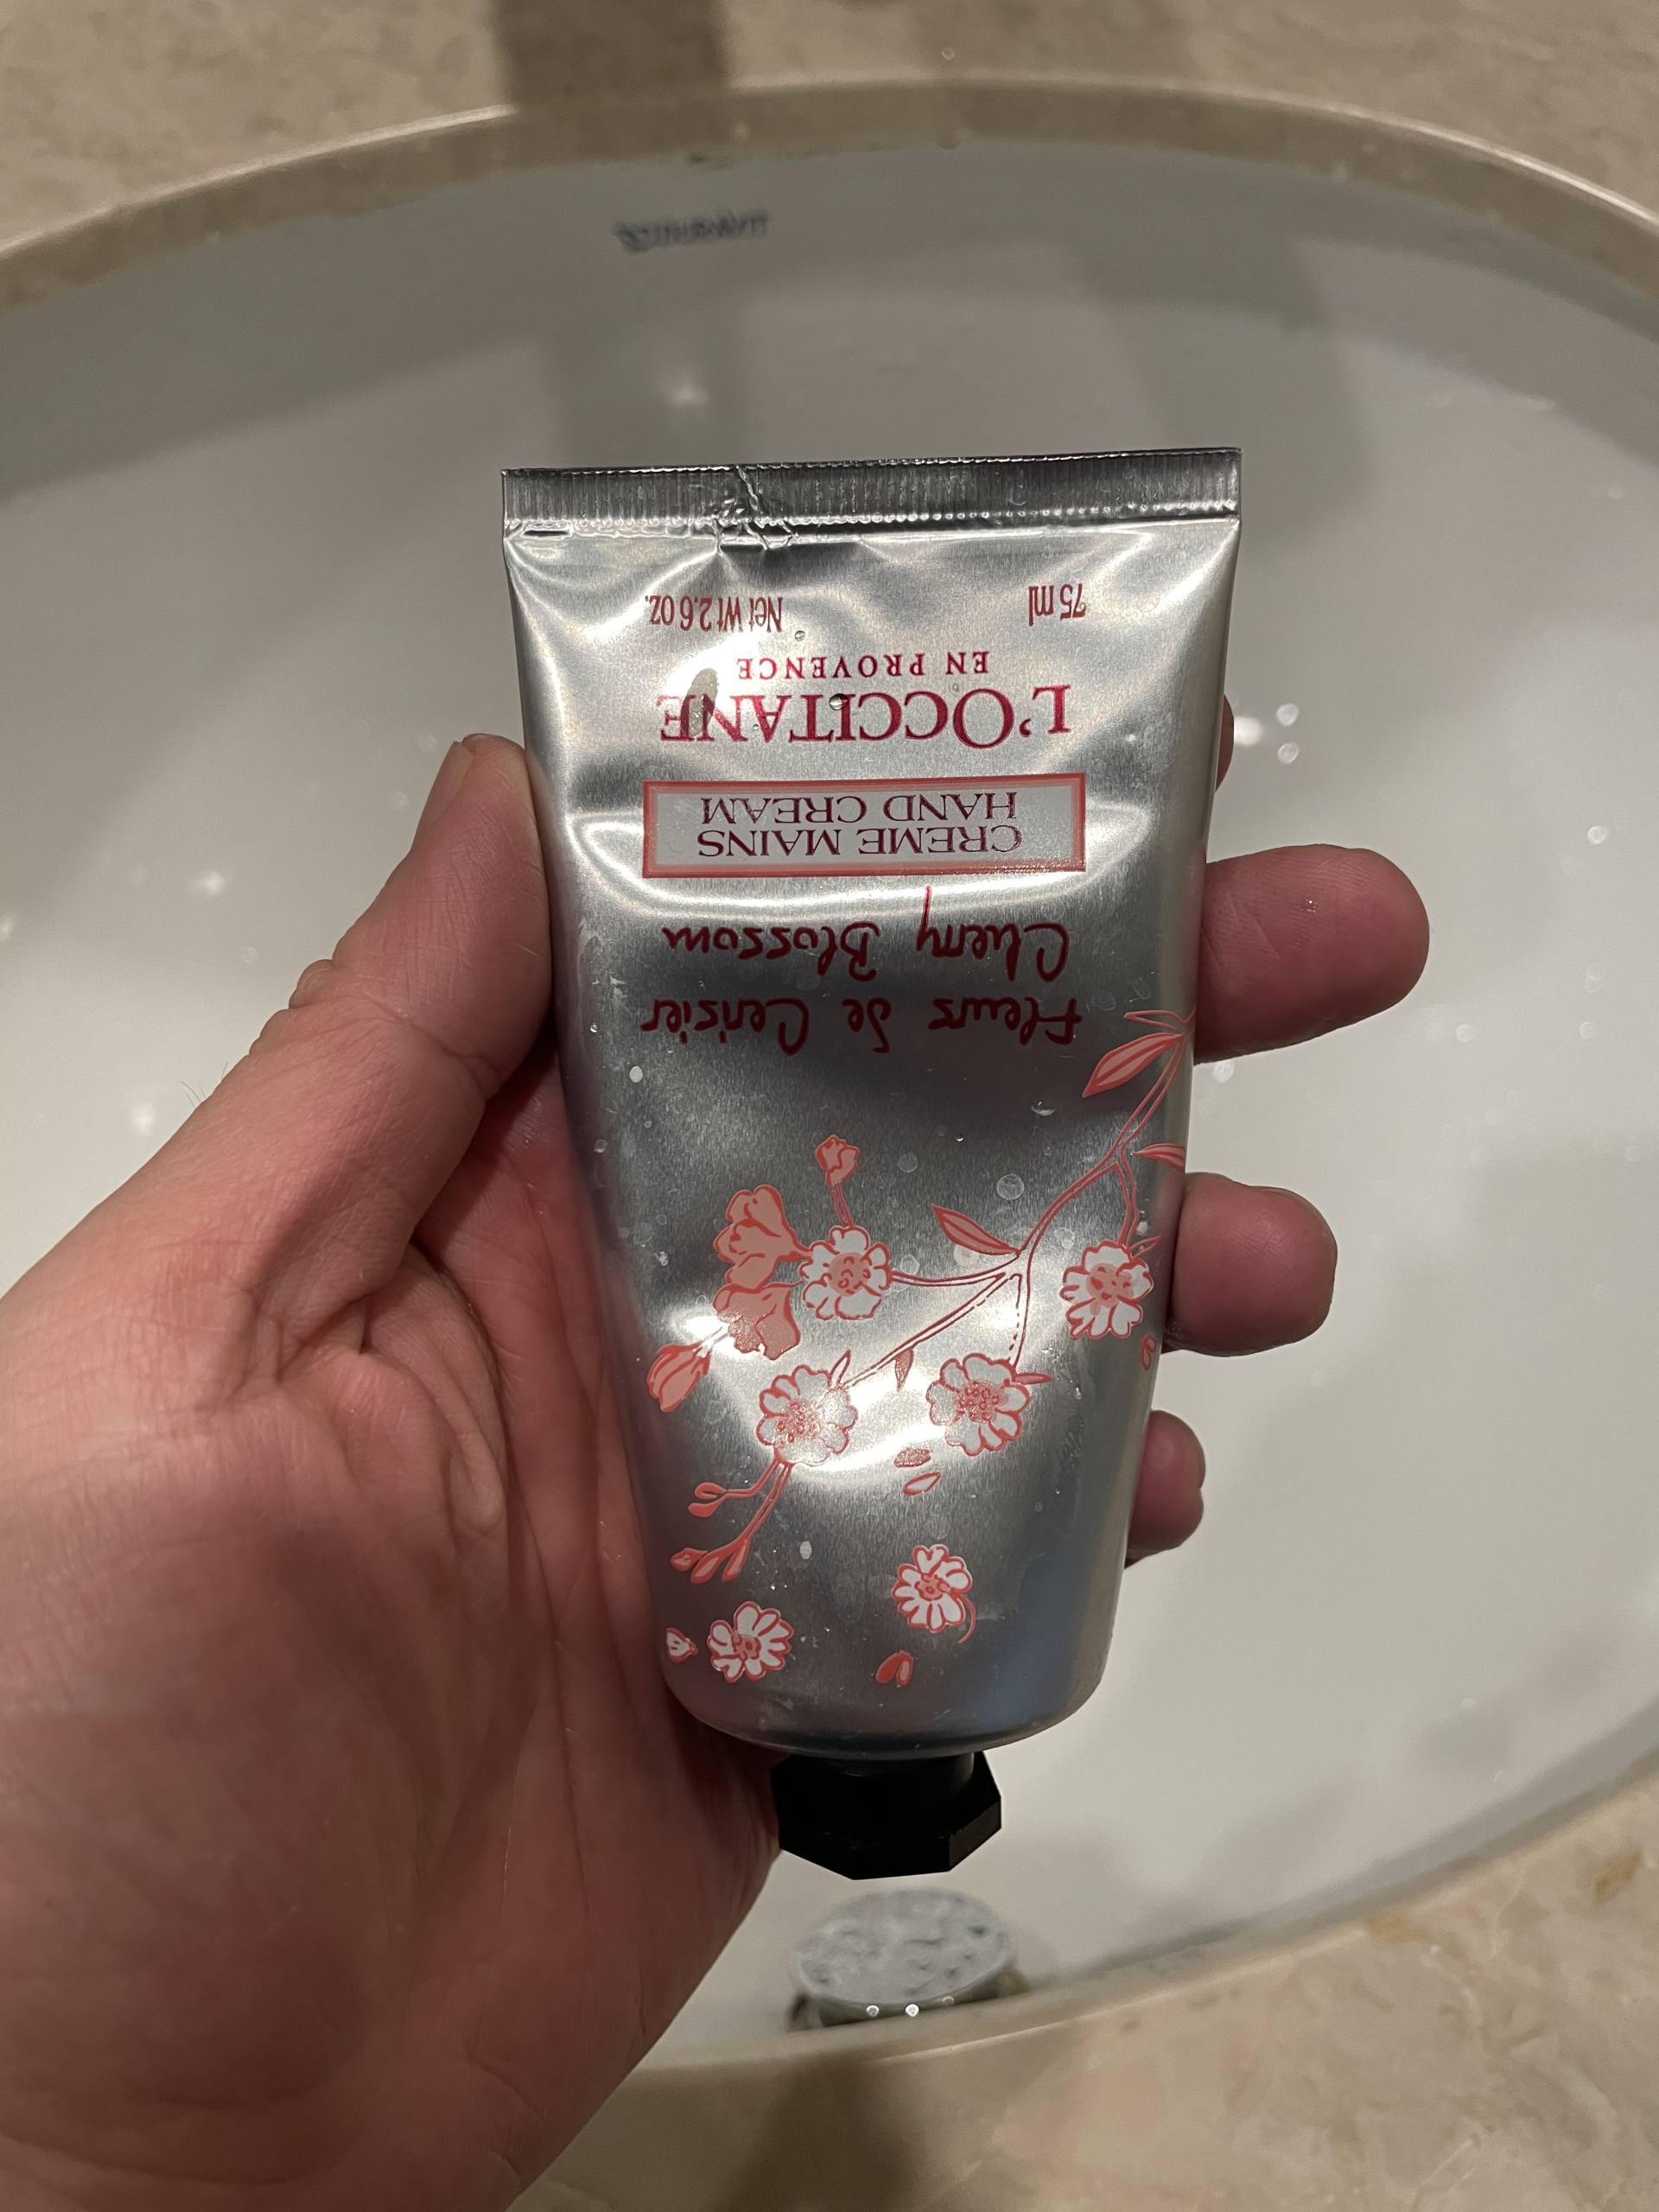 Fleurs de Cerisier
Cherry Blossom
CREME MAINS
HAND CREAM
L'OCCITANE
EN PROVENCE
75 ml Net Wt 2.6 OZ.